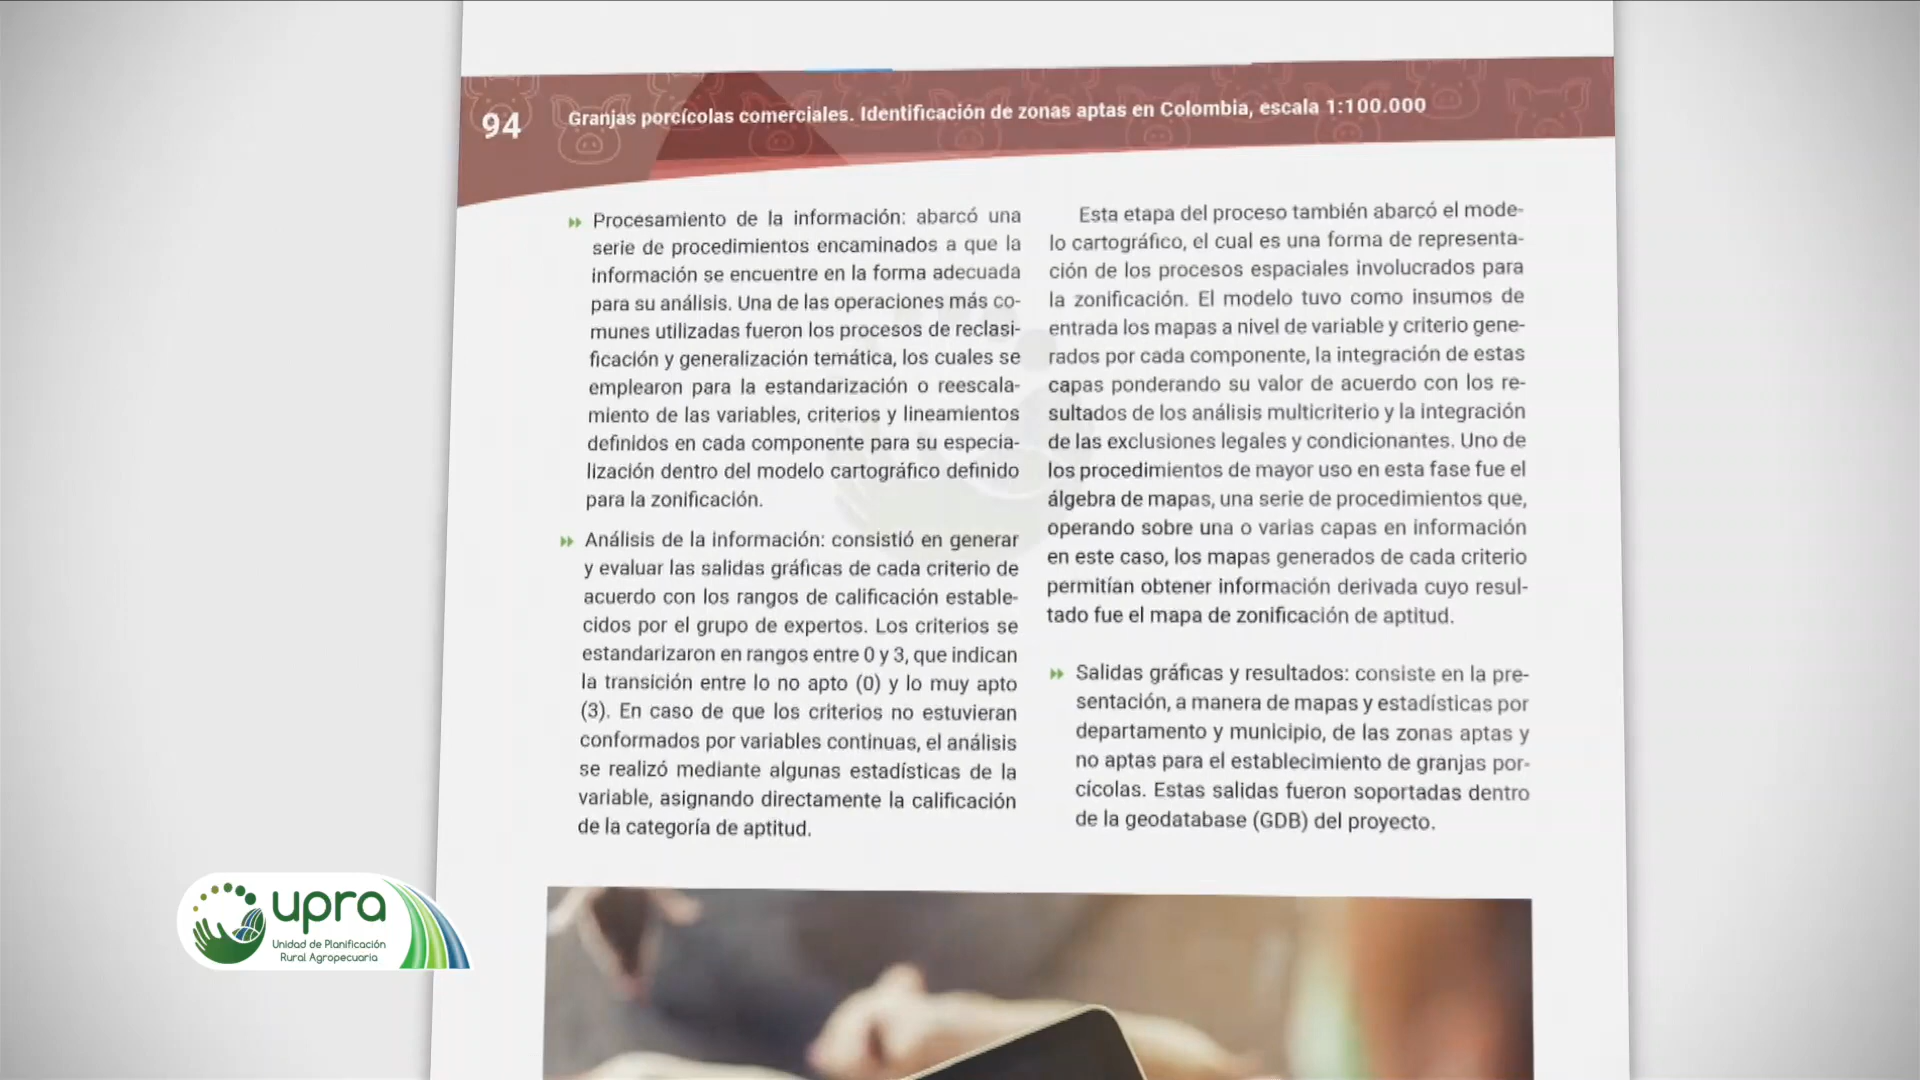 94
Granjas porcícolas comerciales. Identificación de zonas aptas en Colombia, escala 1:100.000
Procesamiento de la información: abarcó una
serie de procedimientos encaminados a que la
información se encuentre en la forma adecuada
para su análisis. Una de las operaciones más co-
munes utilizadas fueron los procesos de reclasi-
ficación y generalización temática, los cuales se
emplearon para la estandarización o reescala-
miento de las variables, criterios y lineamientos
definidos en cada componente para su especia-
lización dentro del modelo cartográfico definido
para la zonificación.
Análisis de la información: consistió en generar
y evaluar las salidas gráficas de cada criterio de
acuerdo con los rangos de calificación estable-
cidos por el grupo de expertos. Los criterios se
estandarizaron en rangos entre 0 y 3, que indican
la transición entre lo no apto (0) y lo muy apto
(3). En caso de que los criterios no estuvieran
conformados por variables continuas, el análisis
se realizó mediante algunas estadísticas de la
variable, asignando directamente la calificación
de la categoría de aptitud.
Esta etapa del proceso también abarcó el mode-
lo cartográfico, el cual es una forma de representa-
ción de los procesos espaciales involucrados para
la zonificación. El modelo tuvo como insumos de
entrada los mapas a nivel de variable y criterio gene-
rados por cada componente, la integración de estas
capas ponderando su valor de acuerdo con los re-
sultados de los análisis multicriterio y la integración
de las exclusiones legales y condicionantes. Uno de
los procedimientos de mayor uso en esta fase fue el
álgebra de mapas, una serie de procedimientos que,
operando sobre una o varias capas en información
en este caso, los mapas generados de cada criterio
permitían obtener información derivada cuyo resul-
tado fue el mapa de zonificación de aptitud.
Salidas gráficas y resultados: consiste en la pre-
sentación, a manera de mapas y estadísticas por
departamento y municipio, de las zonas aptas y
no aptas para el establecimiento de granjas por-
cícolas. Estas salidas fueron soportadas dentro
de la geodatabase (GDB) del proyecto.
upra
Unidad de Planificación
Rural Agropecuaria